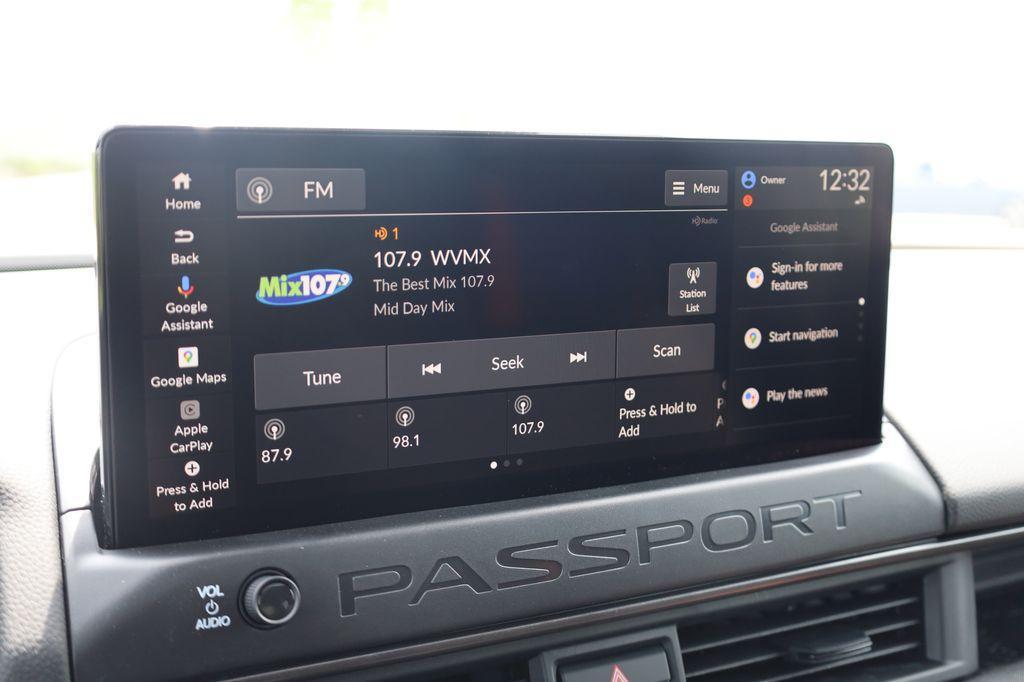 Home
Back
Google
Assistant
Google Maps
Apple
CarPlay
Press & Hold
to Add
FM
Menu
HD Radio
HD 1
107.9 WVMX
The Best Mix 107.9
Mid Day Mix
Mix107.9
Station
List
Tune
Seek
Scan
87.9
98.1
107.9
Press & Hold to
Add
P
A
Owner
12:32
Google Assistant
Sign-in for more
features
Start navigation
Play the news
VOL
AUDIO
PASSPORT